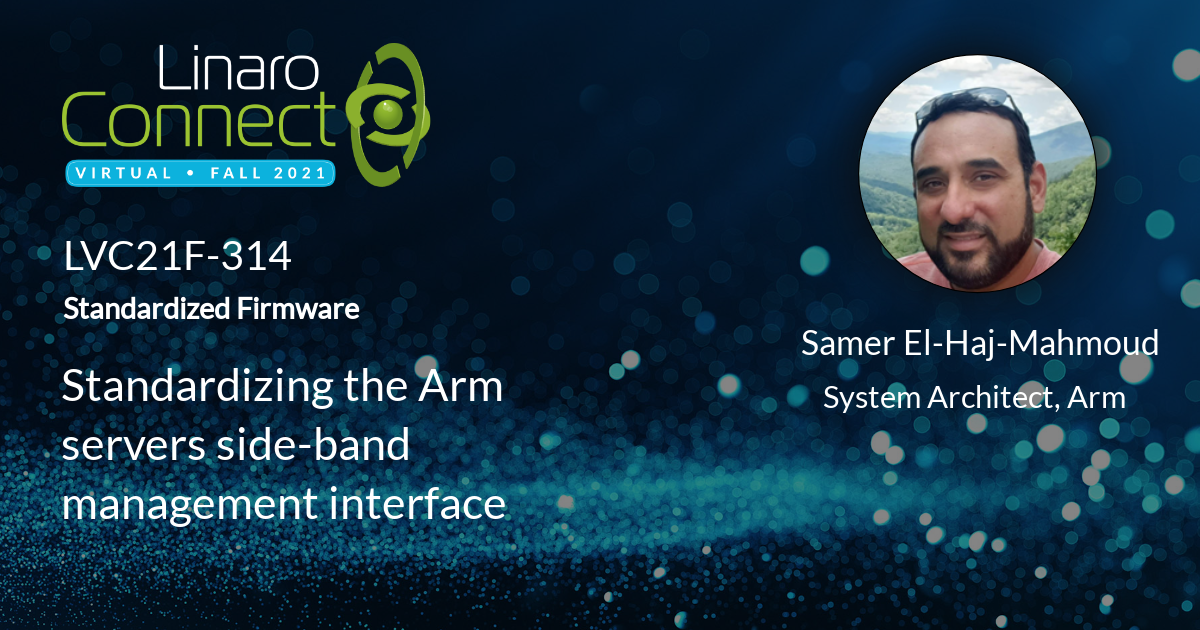 Linaro
Connect
VIRTUAL • FALL 2021
LVC21F-314
Standardized Firmware
Standardizing the Arm
servers side-band
management interface
Samer El-Haj-Mahmoud
System Architect, Arm